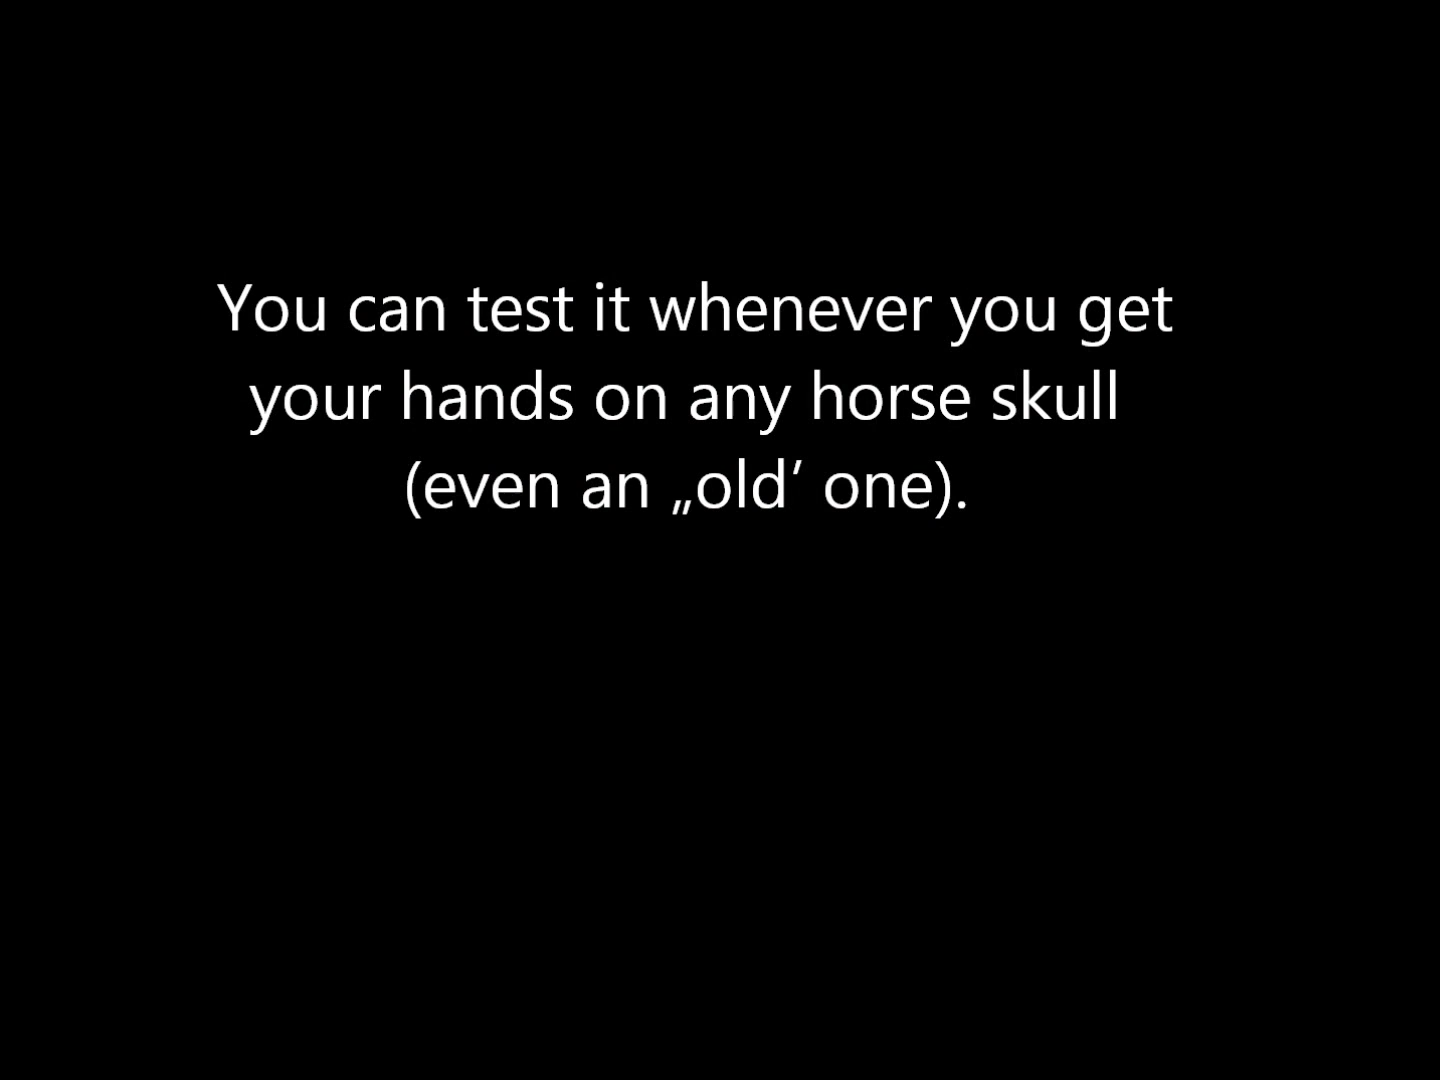 You can test it whenever you get
your hands on any horse skull
(even an „old’ one).